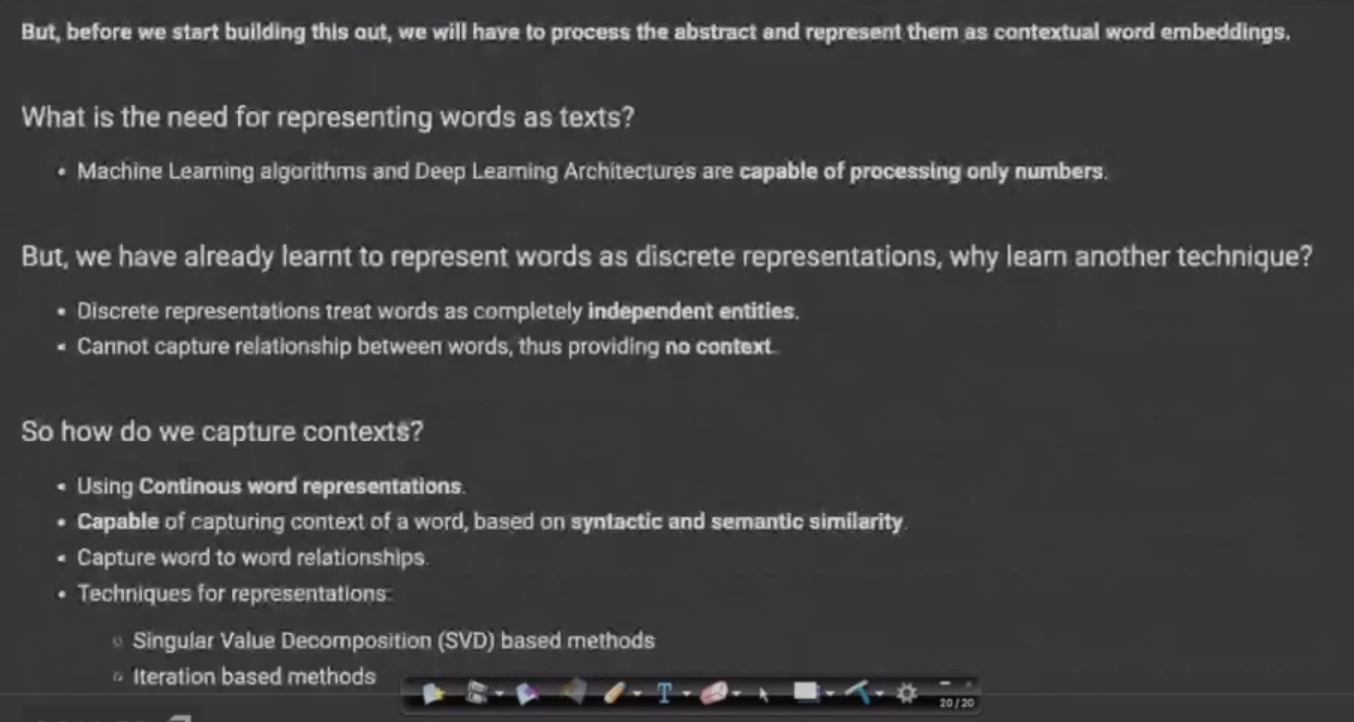 But, before we start building this out, we will have to process the abstract and represent them as contextual word embeddings.
What is the need for representing words as texts?
• Machine Learning algorithms and Deep Learning Architectures are capable of processing only numbers.
But, we have already learnt to represent words as discrete representations, why learn another technique?
• Discrete representations treat words as completely independent entities.
• Cannot capture relationship between words, thus providing no context.
So how do we capture contexts?
• Using Continous word representations.
• Capable of capturing context of a word, based on syntactic and semantic similarity.
• Capture word to word relationships.
• Techniques for representations:
○ Singular Value Decomposition (SVD) based methods
○ Iteration based methods
T
20/20